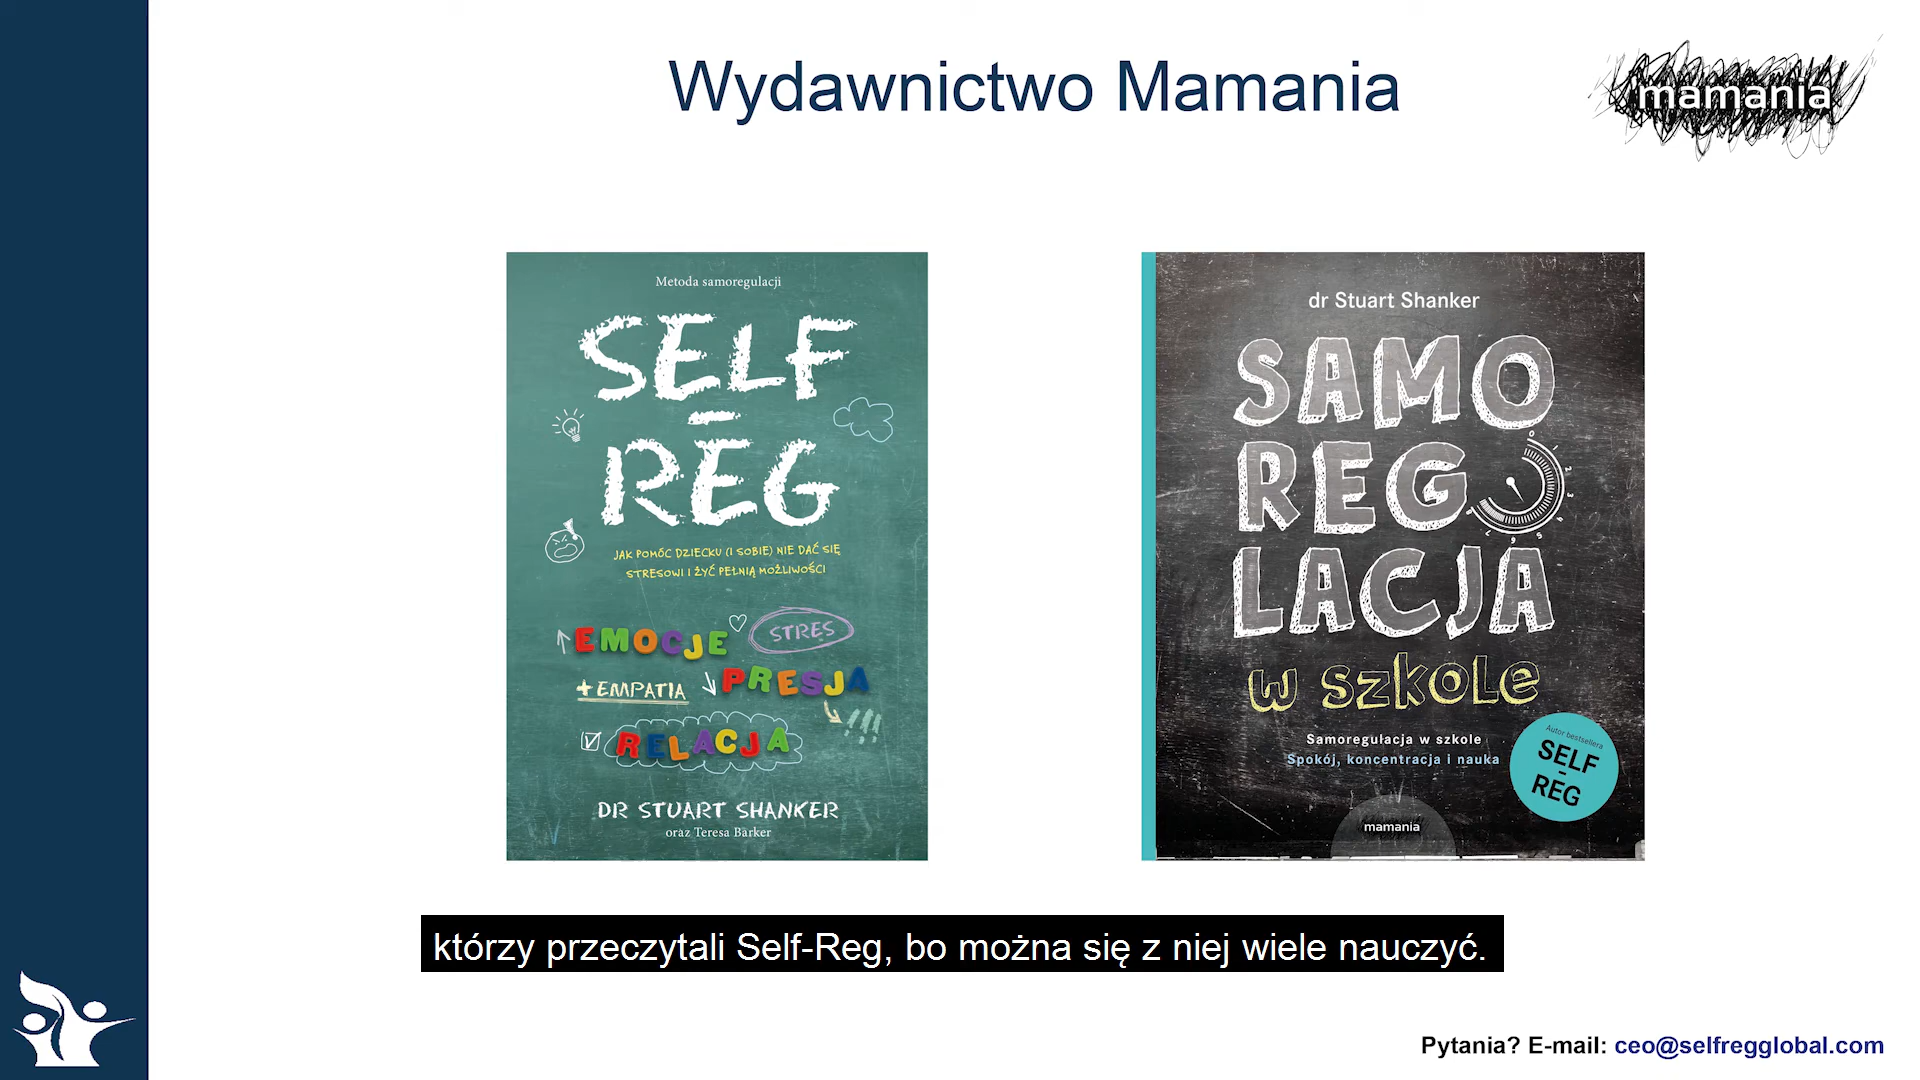 Wydawnictwo Mamania
mamania
Metoda samoregulacji
SELF
-
REG
JAK POMÓC DZIECKU (I SOBIE) NIE DAĆ SIĘ
STRESOWI I ŻYĆ PEŁNIĄ MOŻLIWOŚCI
EMOCJE
STRES
+ EMPATIA
PRESJA
!!!
RELACJA
DR STUART SHANKER
oraz Teresa Barker
dr Stuart Shanker
SAMO
REGU
LACJA
w szkole
Samoregulacja w szkole
Spokój, koncentracja i nauka
Autor bestsellera
SELF
-
REG
mamania
którzy przeczytali Self-Reg, bo można się z niej wiele nauczyć.
Pytania? E-mail: ceo@selfregglobal.com